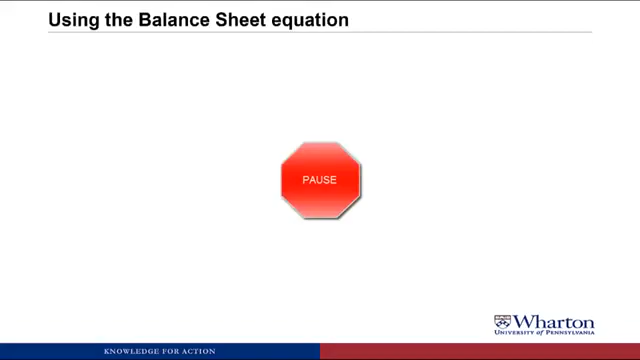 Using the Balance Sheet equation
PAUSE
Wharton
UNIVERSITY OF PENNSYLVANIA
KNOWLEDGE FOR ACTION